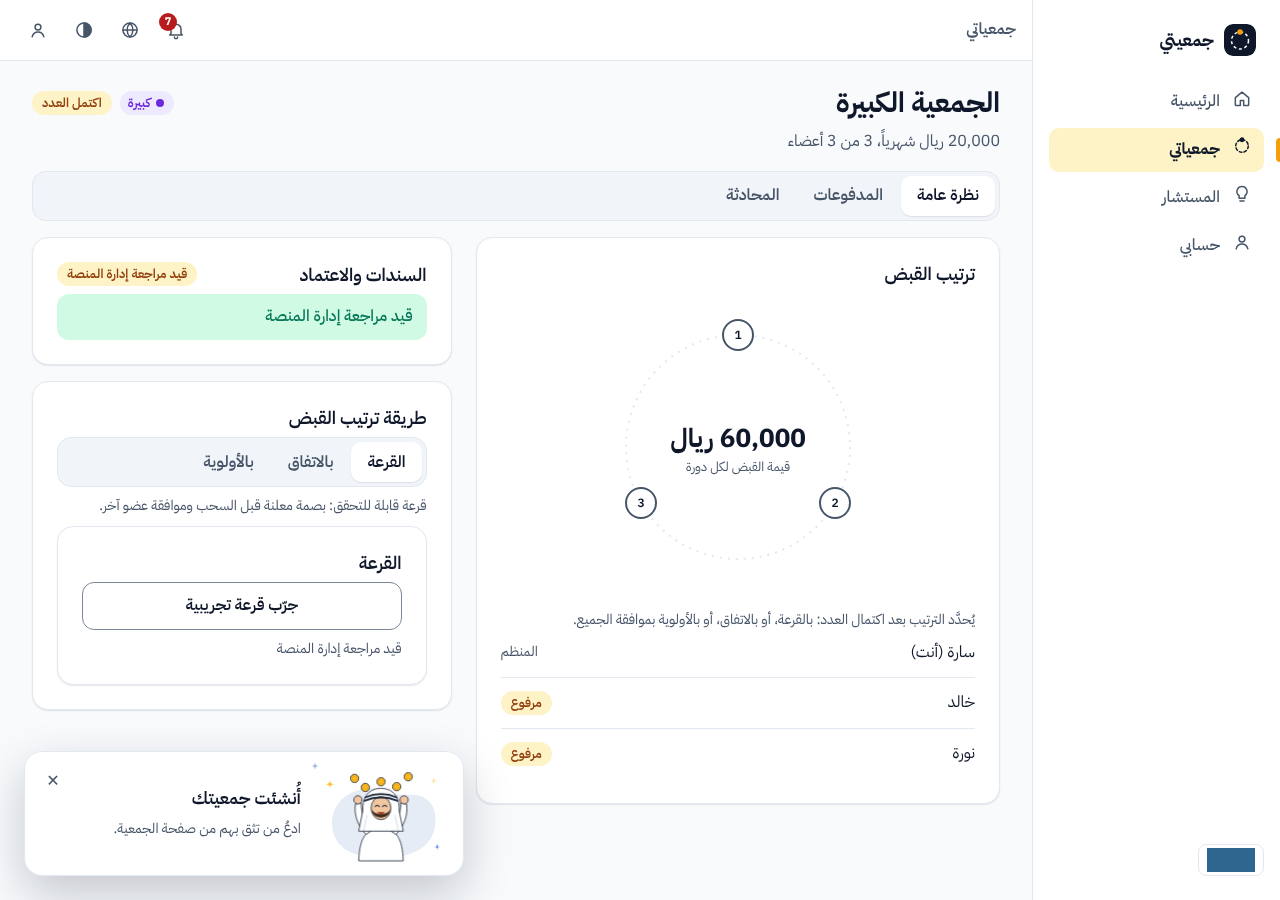 جمعيتي
الرئيسية
جمعياتي
المستشار
حسابي
جمعياتي
7
الجمعية الكبيرة
كبيرة
اكتمل العدد
20,000 ريال شهرياً، 3 من 3 أعضاء
نظرة عامة
المدفوعات
المحادثة
ترتيب القبض
1
60,000 ريال
قيمة القبض لكل دورة
2
3
يُحدَّد الترتيب بعد اكتمال العدد: بالقرعة، أو بالاتفاق، أو بالأولوية بموافقة الجميع.
سارة (أنت)
المنظم
خالد
مرفوع
نورة
مرفوع
السندات والاعتماد
قيد مراجعة إدارة المنصة
قيد مراجعة إدارة المنصة
طريقة ترتيب القبض
القرعة
بالاتفاق
بالأولوية
قرعة قابلة للتحقق: بصمة معلنة قبل السحب وموافقة عضو آخر.
القرعة
جرّب قرعة تجريبية
قيد مراجعة إدارة المنصة
أُنشئت جمعيتك
ادعُ من تثق بهم من صفحة الجمعية.